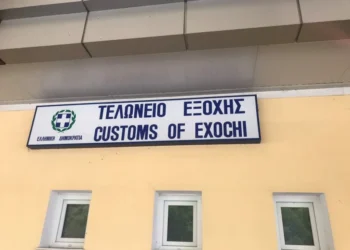 ΤΕΛΩΝΕΙΟ ΕΞΟΧΗΣ
CUSTOMS OF EXOCHI
ΕΛΛΗΝΙΚΗ ΔΗΜΟΚΡΑΤΙΑ